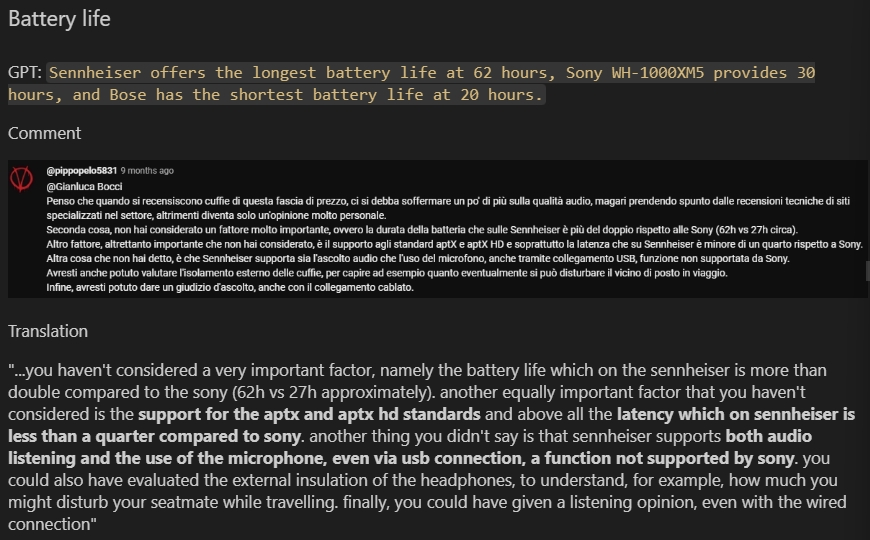 Battery life
GPT: Sennheiser offers the longest battery life at 62 hours, Sony WH-1000XM5 provides 30
hours, and Bose has the shortest battery life at 20 hours.
Comment
@pippopelo5831 9 months ago
@Gianluca Bocci
Penso che quando si recensiscono cuffie di questa fascia di prezzo, ci si debba soffermare un po' di più sulla qualità audio, magari prendendo spunto dalle recensioni tecniche di siti
specializzati nel settore, altrimenti diventa solo un'opinione molto personale.
Seconda cosa, non hai considerato un fattore molto importante, ovvero la durata della batteria che sulle Sennheiser è più del doppio rispetto alle Sony (62h vs 27h circa).
Altro fattore, altrettanto importante che non hai considerato, è il supporto agli standard aptX e aptX HD e soprattutto la latenza che su Sennheiser è minore di un quarto rispetto a Sony.
Altra cosa che non hai detto, è che Sennheiser supporta sia l'ascolto audio che l'uso del microfono, anche tramite collegamento USB, funzione non supportata da Sony.
Avresti anche potuto valutare l'isolamento esterno delle cuffie, per capire ad esempio quanto eventualmente si può disturbare il vicino di posto in viaggio.
Infine, avresti potuto dare un giudizio d'ascolto, anche con il collegamento cablato.
Translation
"...you haven't considered a very important factor, namely the battery life which on the sennheiser is more than
double compared to the sony (62h vs 27h approximately). another equally important factor that you haven't
considered is the support for the aptx and aptx hd standards and above all the latency which on sennheiser is
less than a quarter compared to sony. another thing you didn't say is that sennheiser supports both audio
listening and the use of the microphone, even via usb connection, a function not supported by sony. you
could also have evaluated the external insulation of the headphones, to understand, for example, how much you
might disturb your seatmate while travelling. finally, you could have given a listening opinion, even with the wired
connection"